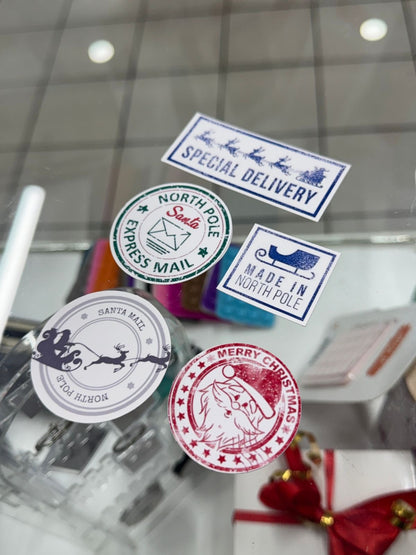 SPECIAL DELIVERY
NORTH POLE
Santa
EXPRESS MAIL
MADE IN
NORTH POLE
SANTA MAIL
NORTH POLE
MERRY CHRISTMAS